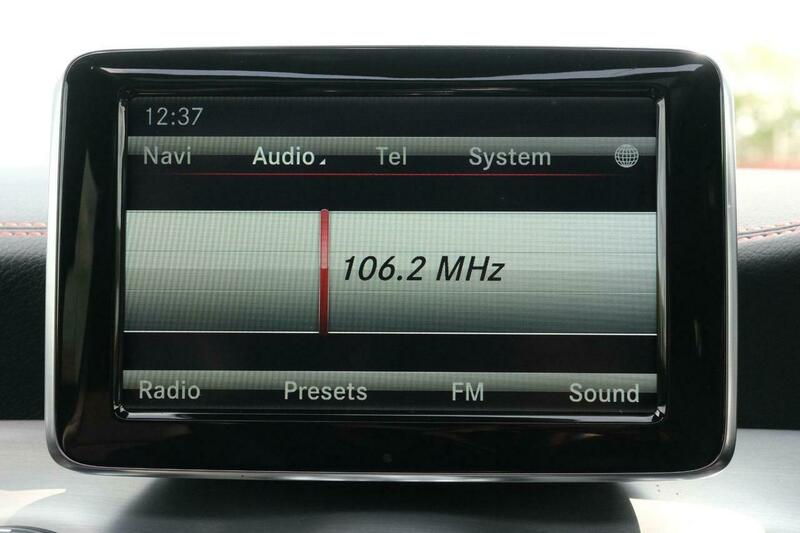 12:37
Navi Audio Tel System
106.2 MHz
Radio Presets FM Sound